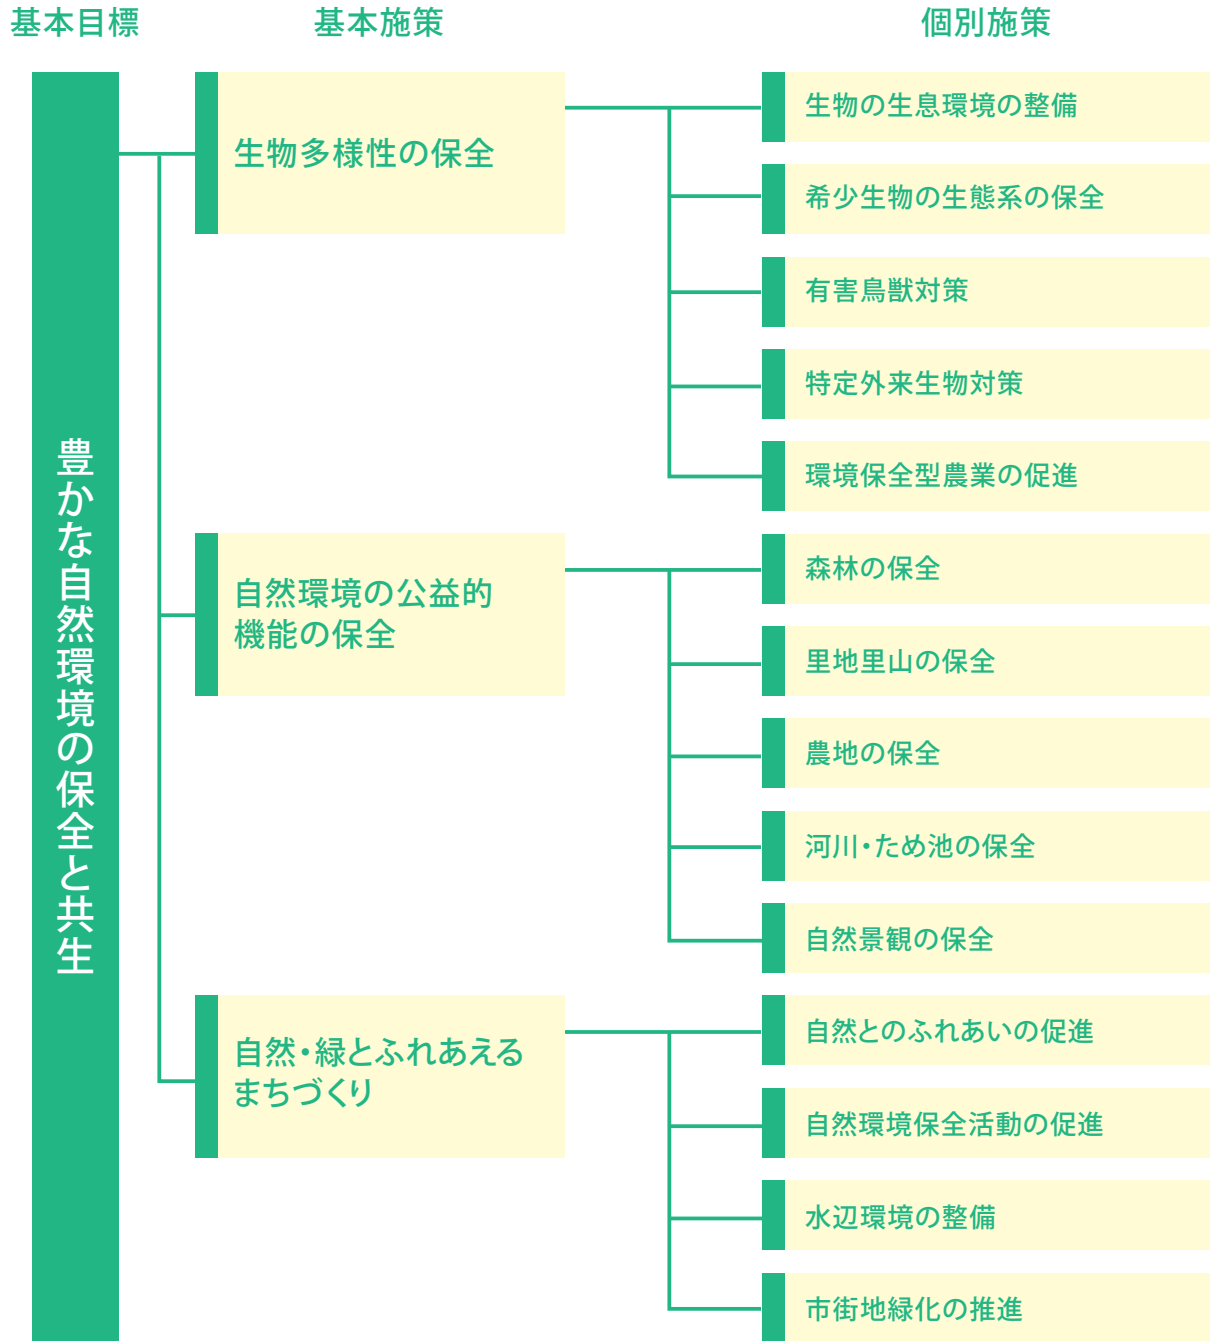 基本目標
基本施策
個別施策
豊かな自然環境の保全と共生
生物多様性の保全
生物の生息環境の整備
希少生物の生態系の保全
有害鳥獣対策
特定外来生物対策
環境保全型農業の促進
自然環境の公益的
機能の保全
森林の保全
里地里山の保全
農地の保全
河川・ため池の保全
自然景観の保全
自然・緑とふれあえる
まちづくり
自然とのふれあいの促進
自然環境保全活動の促進
水辺環境の整備
市街地緑化の推進